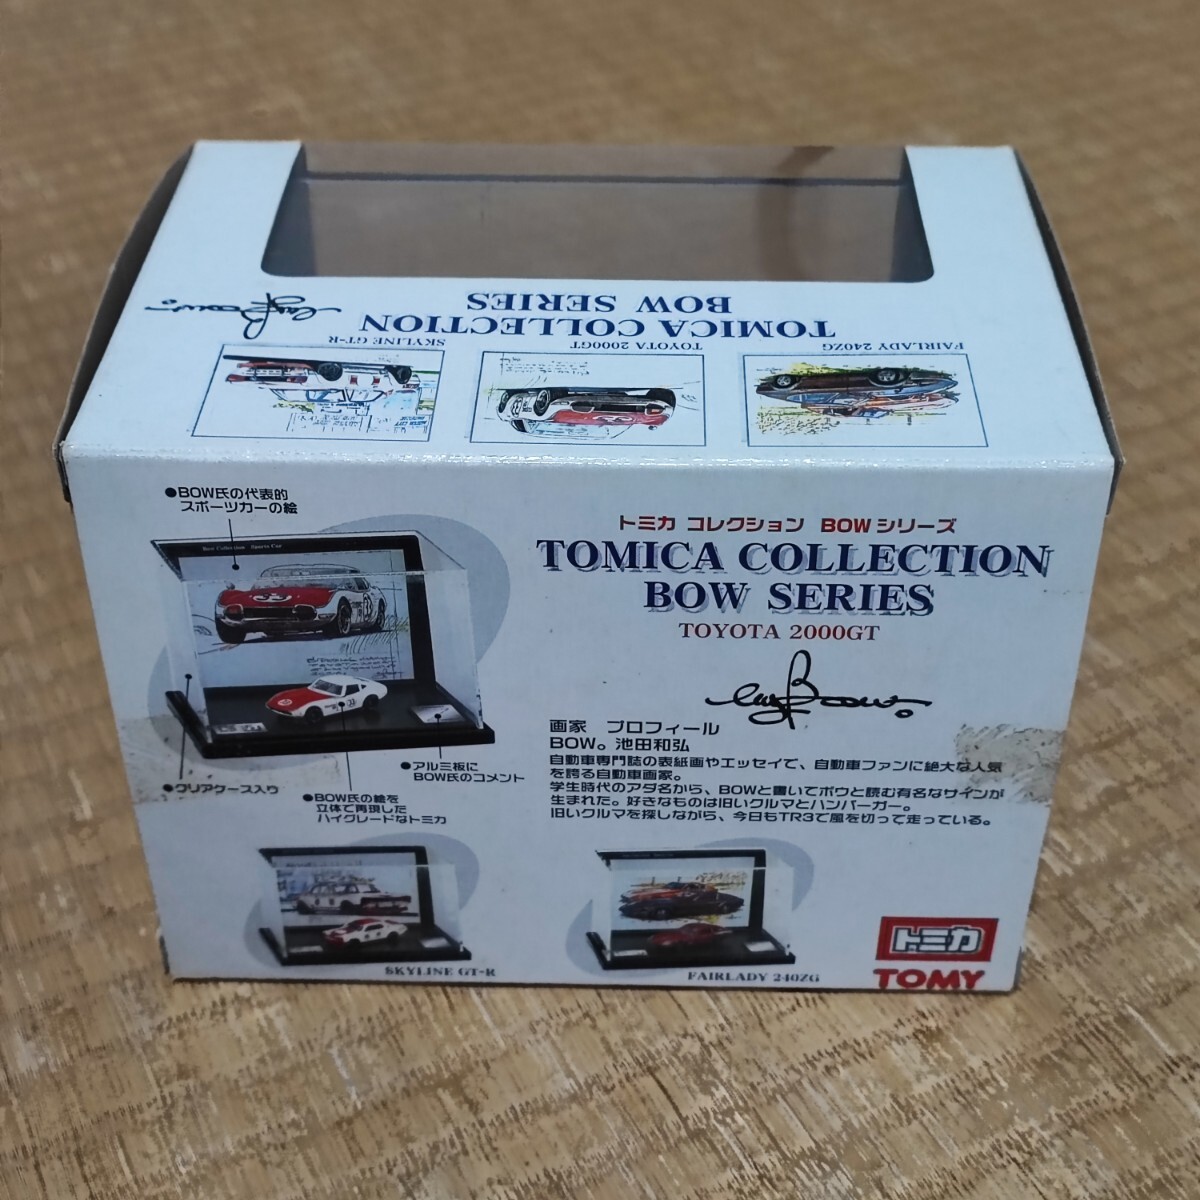 BOW SERIES
TOMICA COLLECTION
SKYLINE GT-R
TOYOTA 2000GT
FAIRLADY 240ZG
●BOW氏の代表的
スポーツカーの絵
Bow Collection Sports Car
トミカ コレクション BOWシリーズ
TOMICA COLLECTION
BOW SERIES
TOYOTA 2000GT
画家 プロフィール
BOW。池田和弘
自動車専門誌の表紙画やエッセイで、自動車ファンに絶大な人気
を誇る自動車画家。
学生時代のアダ名から、BOWと書いてボウと読む有名なサインが
生まれた。好きなものは旧いクルマとハンバーガー。
旧いクルマを探しながら、今日もTR3で風を切って走っている。
●アルミ板に
BOW氏のコメント
●クリアケース入り
●BOW氏の絵を
立体で再現した
ハイグレードなトミカ
SKYLINE GT-R
FAIRLADY 240ZG
トミカ
TOMY